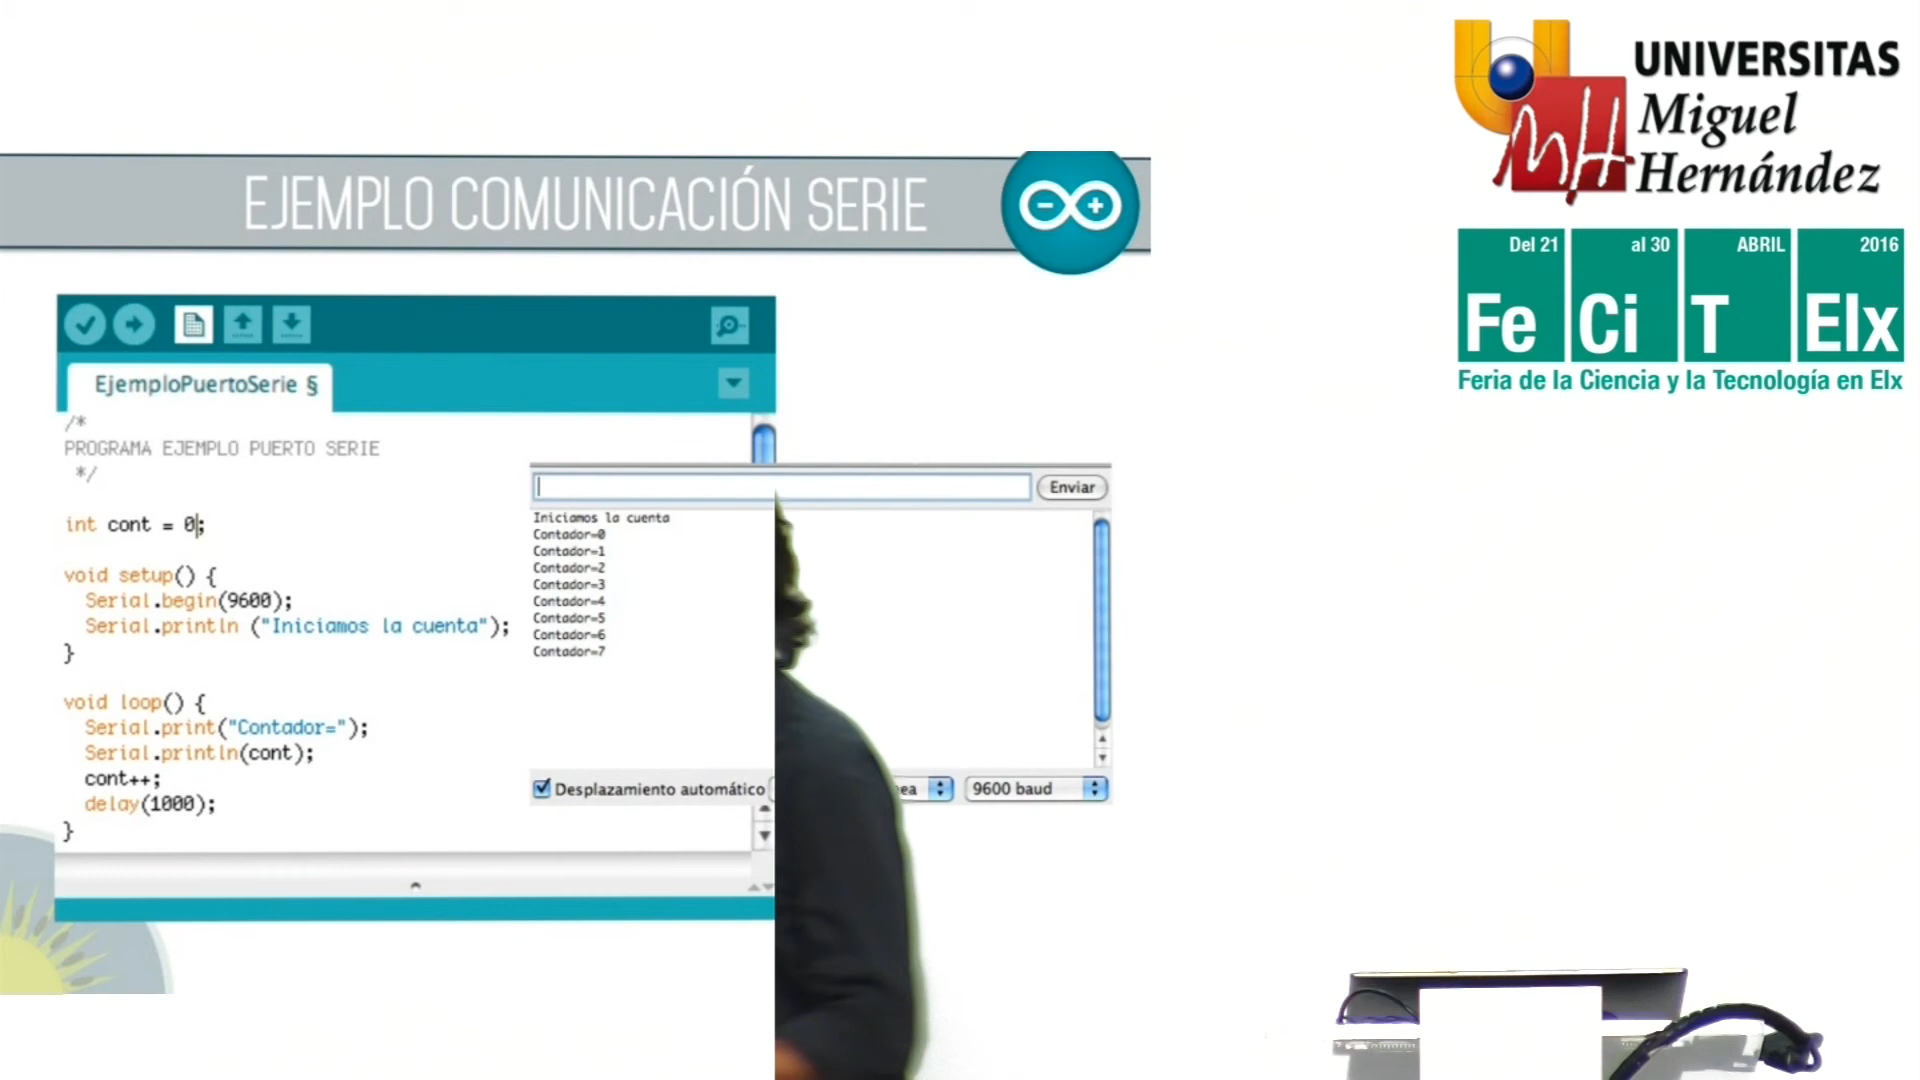 EJEMPLO COMUNICACIÓN SERIE
EjemploPuertoSerie §
/*
PROGRAMA EJEMPLO PUERTO SERIE
*/
int cont = 0;
void setup() {
Serial.begin(9600);
Serial.println ("Iniciamos la cuenta");
}
void loop() {
Serial.print("Contador=");
Serial.println(cont);
cont++;
delay(1000);
}
Enviar
Iniciamos la cuenta
Contador=0
Contador=1
Contador=2
Contador=3
Contador=4
Contador=5
Contador=6
Contador=7
Desplazamiento automático
9600 baud
UNIVERSITAS
Miguel
Hernández
Del 21 al 30 ABRIL 2016
Fe Ci T Elx
Feria de la Ciencia y la Tecnología en Elx